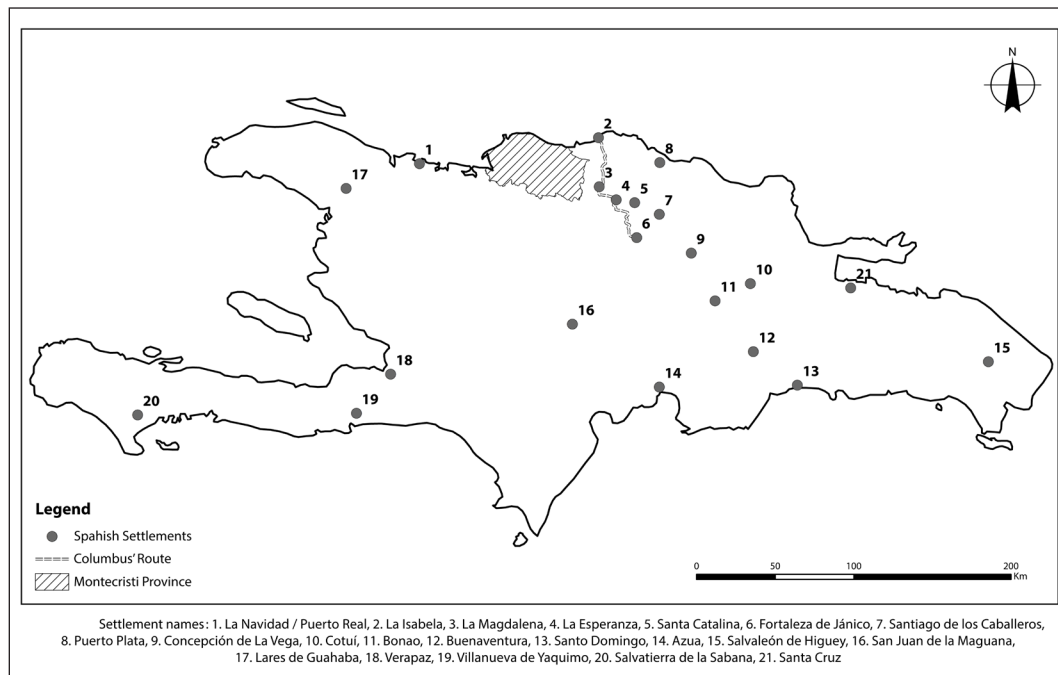 N
2
1
8
17
3
4
5
7
6
9
10
21
11
16
12
15
18
14
13
20
19
Legend
Spahish Settlements
Columbus' Route
Montecristi Province
0 50 100 200
Km
Settlement names: 1. La Navidad / Puerto Real, 2. La Isabela, 3. La Magdalena, 4. La Esperanza, 5. Santa Catalina, 6. Fortaleza de Jánico, 7. Santiago de los Caballeros,
8. Puerto Plata, 9. Concepción de La Vega, 10. Cotuí, 11. Bonao, 12. Buenaventura, 13. Santo Domingo, 14. Azua, 15. Salvaleón de Higuey, 16. San Juan de la Maguana,
17. Lares de Guahaba, 18. Verapaz, 19. Villanueva de Yaquimo, 20. Salvatierra de la Sabana, 21. Santa Cruz